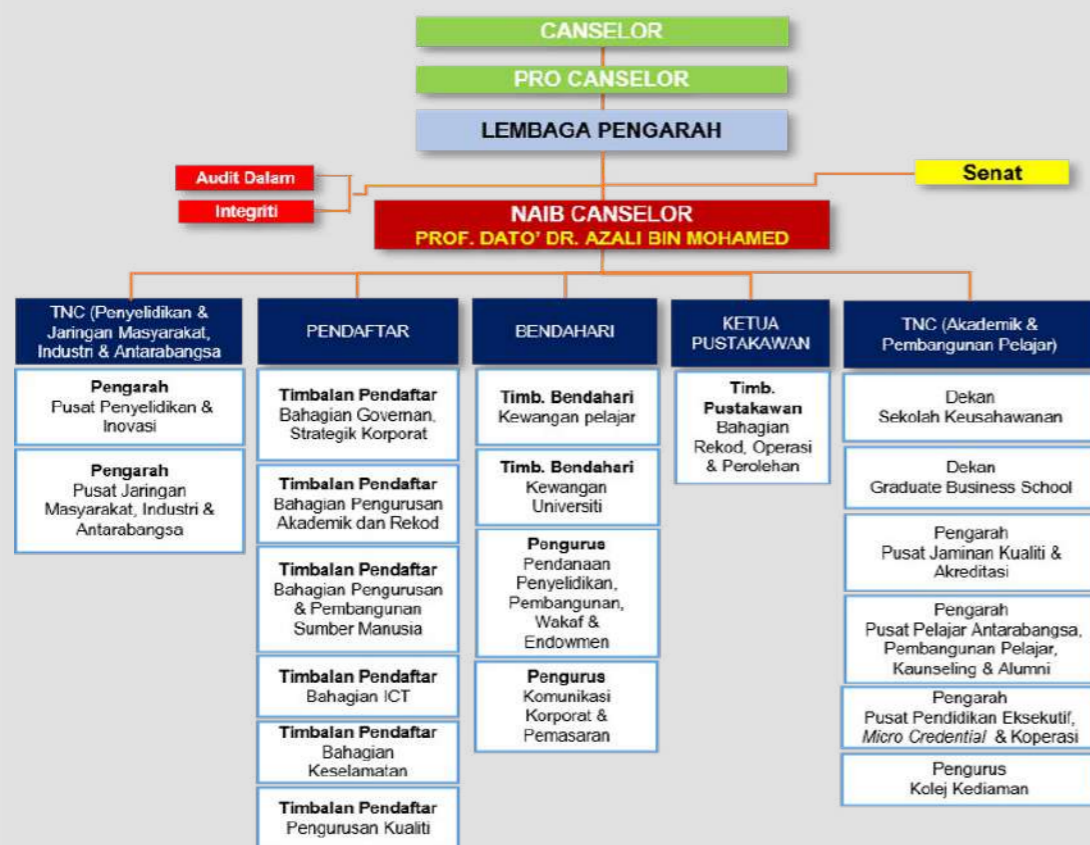 CANSELOR
PRO CANSELOR
LEMBAGA PENGARAH
Audit Dalam
Integriti
Senat
NAIB CANSELOR
PROF. DATO' DR. AZALI BIN MOHAMED
TNC (Penyelidikan &
Jaringan Masyarakat,
Industri & Antarabangsa
Pengarah
Pusat Penyelidikan &
Inovasi
Pengarah
Pusat Jaringan
Masyarakat, Industri &
Antarabangsa
PENDAFTAR
Timbalan Pendaftar
Bahagian Governan,
Strategik Korporat
Timbalan Pendaftar
Bahagian Pengurusan
Akademik dan Rekod
Timbalan Pendaftar
Bahagian Pengurusan
& Pembangunan
Sumber Manusia
Timbalan Pendaftar
Bahagian ICT
Timbalan Pendaftar
Bahagian
Keselamatan
Timbalan Pendaftar
Pengurusan Kualiti
BENDAHARI
Timb. Bendahari
Kewangan pelajar
Timb. Bendahari
Kewangan
Universiti
Pengurus
Pendanaan
Penyelidikan,
Pembangunan,
Wakaf &
Endowmen
Pengurus
Komunikasi
Korporat &
Pemasaran
KETUA
PUSTAKAWAN
Timb.
Pustakawan
Bahagian
Rekod, Operasi
& Perolehan
TNC (Akademik &
Pembangunan Pelajar)
Dekan
Sekolah Keusahawanan
Dekan
Graduate Business School
Pengarah
Pusat Jaminan Kualiti &
Akreditasi
Pengarah
Pusat Pelajar Antarabangsa,
Pembangunan Pelajar,
Kaunseling & Alumni
Pengarah
Pusat Pendidikan Eksekutif,
Micro Credential & Koperasi
Pengurus
Kolej Kediaman